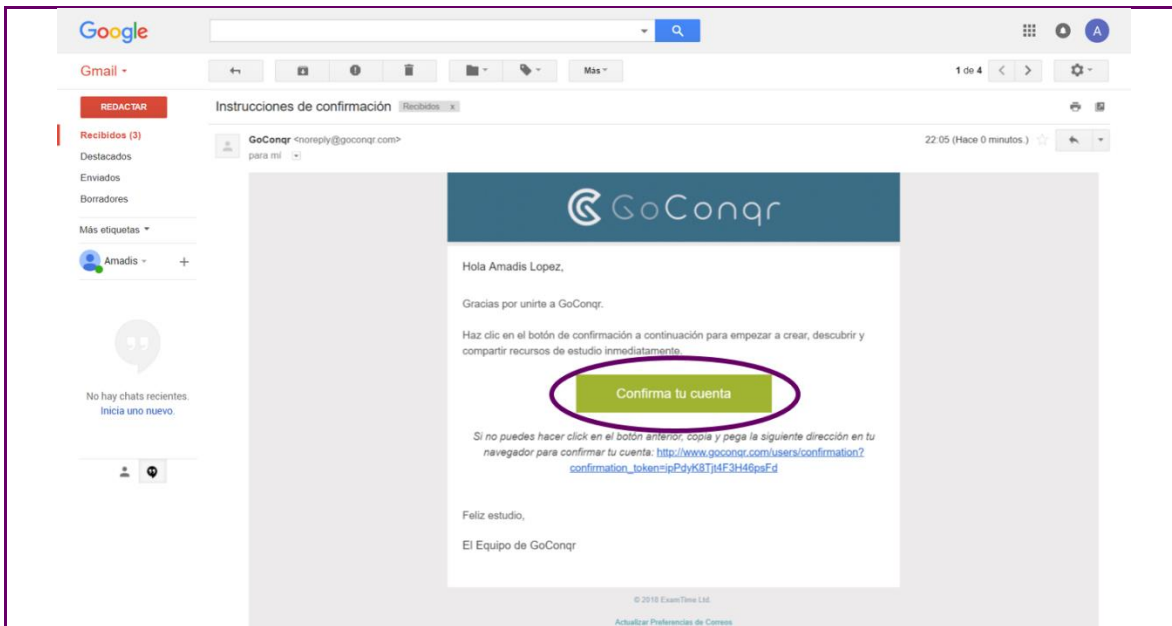 Google
A
Gmail
Más
1 de 4
REDACTAR
Instrucciones de confirmación Recibidos x
Recibidos (3)
GoConqr <noreply@goconqr.com>
22:05 (Hace 0 minutos.)
para mí
Destacados
Enviados
Borradores
Más etiquetas
Amadis
+
GoConqr
Hola Amadis Lopez,
Gracias por unirte a GoConqr.
Haz clic en el botón de confirmación a continuación para empezar a crear, descubrir y
compartir recursos de estudio inmediatamente.
Confirma tu cuenta
Si no puedes hacer click en el botón anterior, copia y pega la siguiente dirección en tu
navegador para confirmar tu cuenta: http://www.goconqr.com/users/confirmation?
confirmation_token=ipPdyK8Tjt4F3H46psFd
No hay chats recientes.
Inicia uno nuevo.
Feliz estudio,
El Equipo de GoConqr
© 2018 ExamTime Ltd.
Actualizar Preferencias de Correos